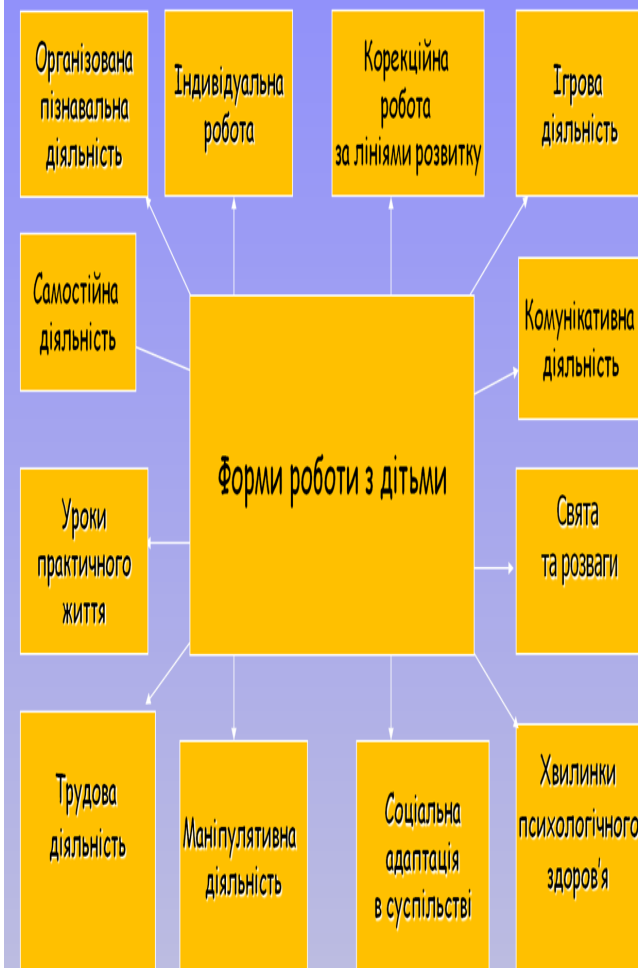 Організована
пізнавальна
діяльність
Індивідуальна
робота
Корекційна
робота
за лініями розвитку
Ігрова
діяльність
Самостійна
діяльність
Комунікативна
діяльність
Форми роботи з дітьми
Уроки
практичного
життя
Свята
та розваги
Трудова
діяльність
Маніпулятивна
діяльність
Соціальна
адаптація
в суспільстві
Хвилинки
психологічного
здоров'я